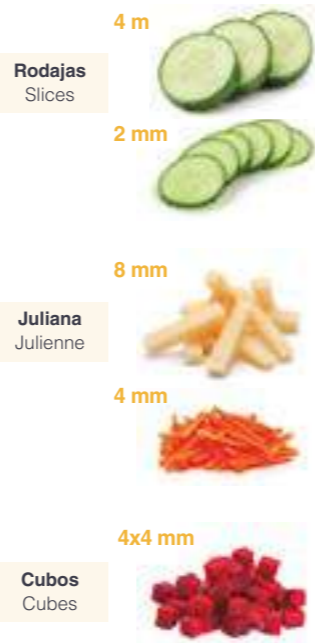 4 m
Rodajas
Slices
2 mm
8 mm
Juliana
Julienne
4 mm
4x4 mm
Cubos
Cubes